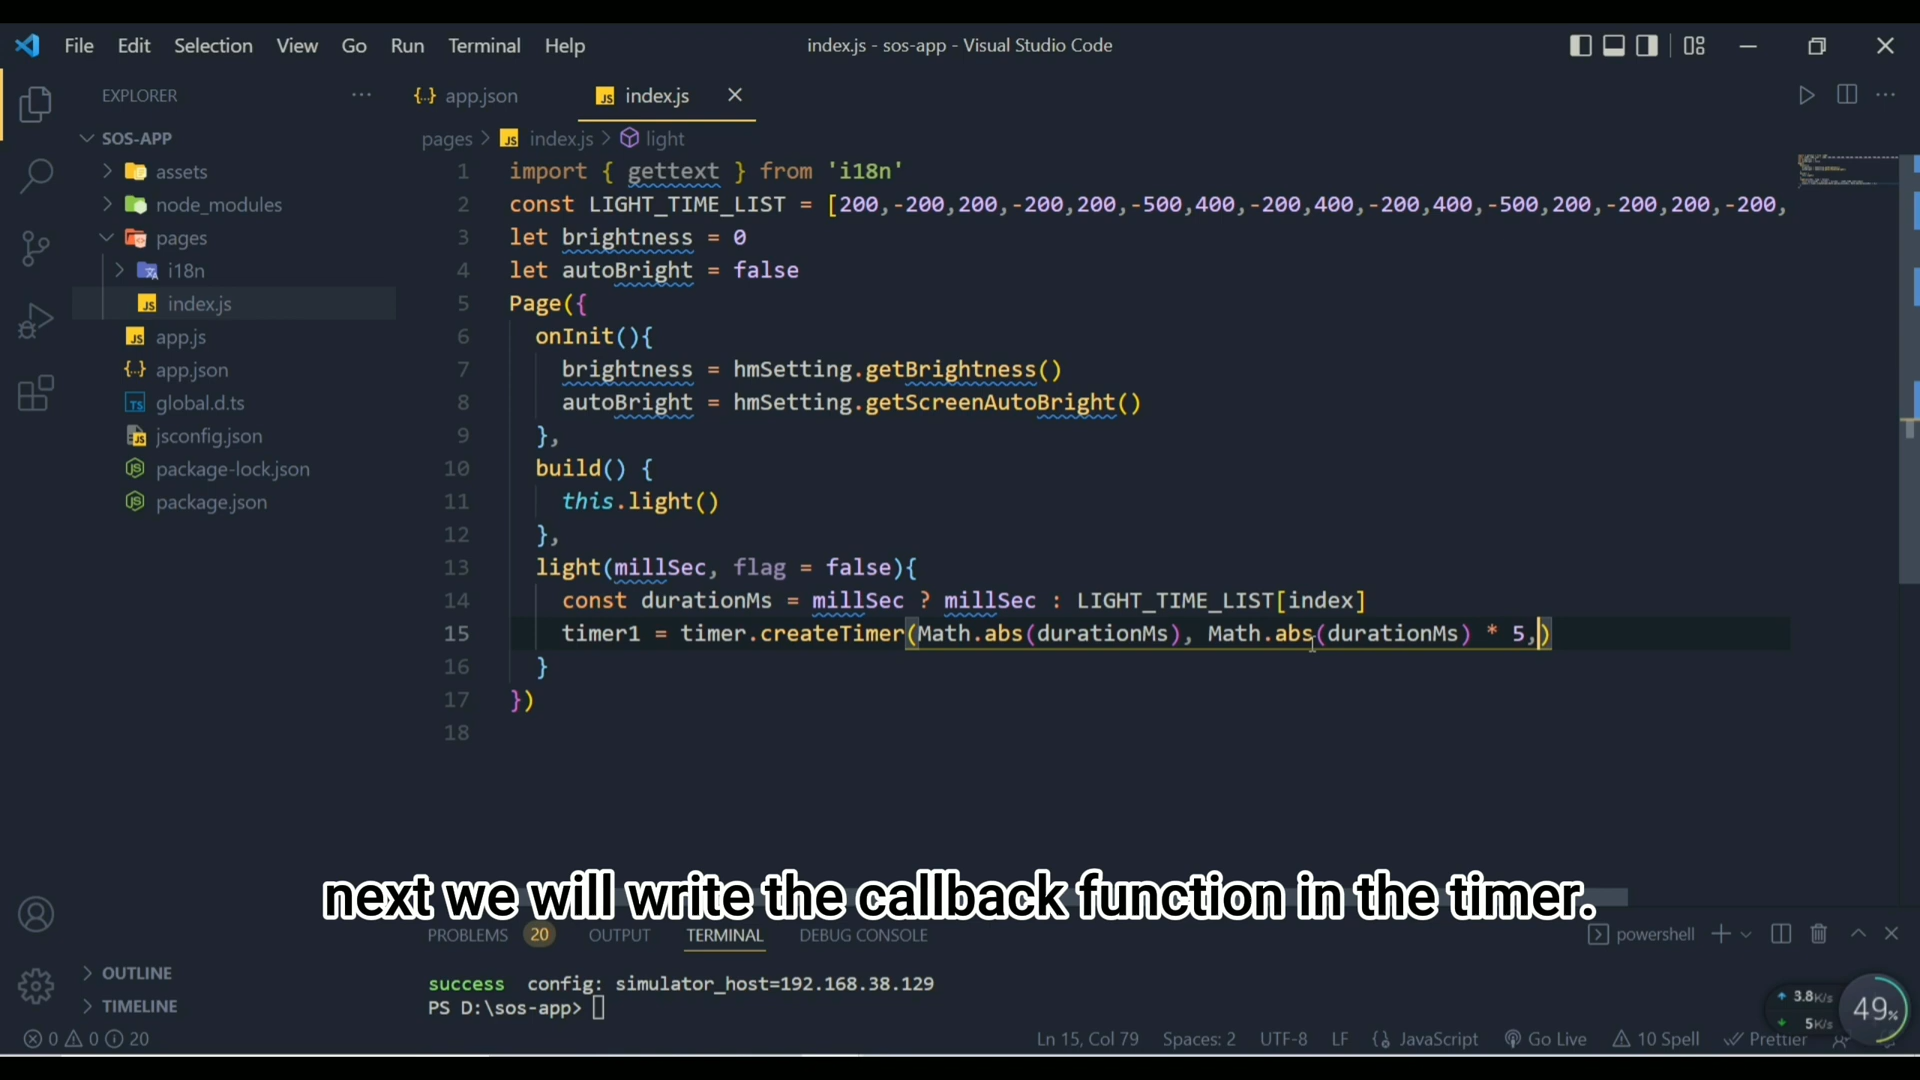 File Edit Selection View Go Run Terminal Help
index.js - sos-app - Visual Studio Code
EXPLORER
app.json
index.js
SOS-APP
assets
node_modules
pages
i18n
index.js
app.js
app.json
global.d.ts
jsconfig.json
package-lock.json
package.json
OUTLINE
TIMELINE
pages > index.js > light
1 import { gettext } from 'i18n'
2 const LIGHT_TIME_LIST = [200,-200,200,-200,200,-500,400,-200,400,-200,400,-500,200,-200,200,-200,
3 let brightness = 0
4 let autoBright = false
5 Page({
6 onInit(){
7 brightness = hmSetting.getBrightness()
8 autoBright = hmSetting.getScreenAutoBright()
9 },
10 build() {
11 this.light()
12 },
13 light(millSec, flag = false){
14 const durationMs = millSec ? millSec : LIGHT_TIME_LIST[index]
15 timer1 = timer.createTimer(Math.abs(durationMs), Math.abs(durationMs) * 5,)
16 }
17 })
18
next we will write the callback function in the timer.
PROBLEMS 20 OUTPUT TERMINAL DEBUG CONSOLE
powershell
success config: simulator_host=192.168.38.129
PS D:\sos-app>
3.8K/s
5K/s
49%
0 0 20
Ln 15, Col 79 Spaces: 2 UTF-8 LF JavaScript Go Live 10 Spell Prettier